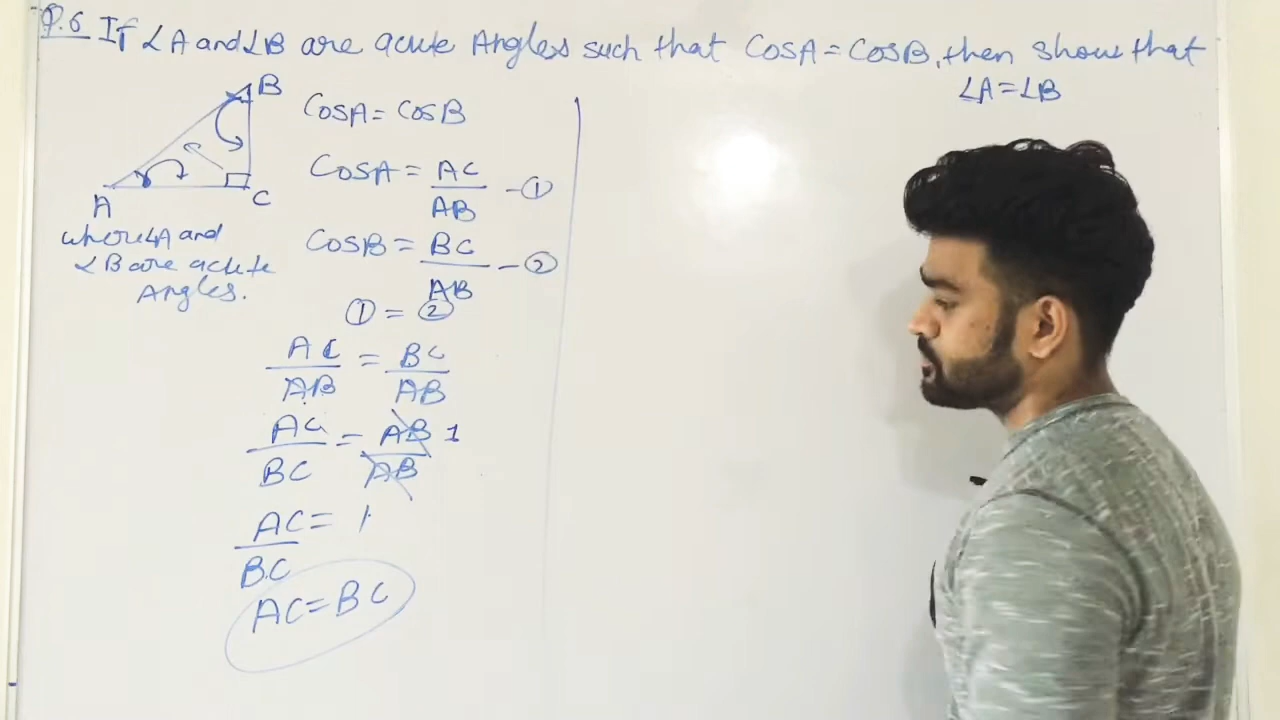 Q.6 If ∠A and ∠B are acute Angles such that COSA = COSB, then show that
∠A = ∠B
B
A
C
where ∠A and
∠B are acute
Angles.
COSA = COSB
COSA = AC/AB - ①
COSB = BC/AB - ②
① = ②
AC/AB = BC/AB
AC/BC = AB/AB 1
AC/BC = 1
AC = BC